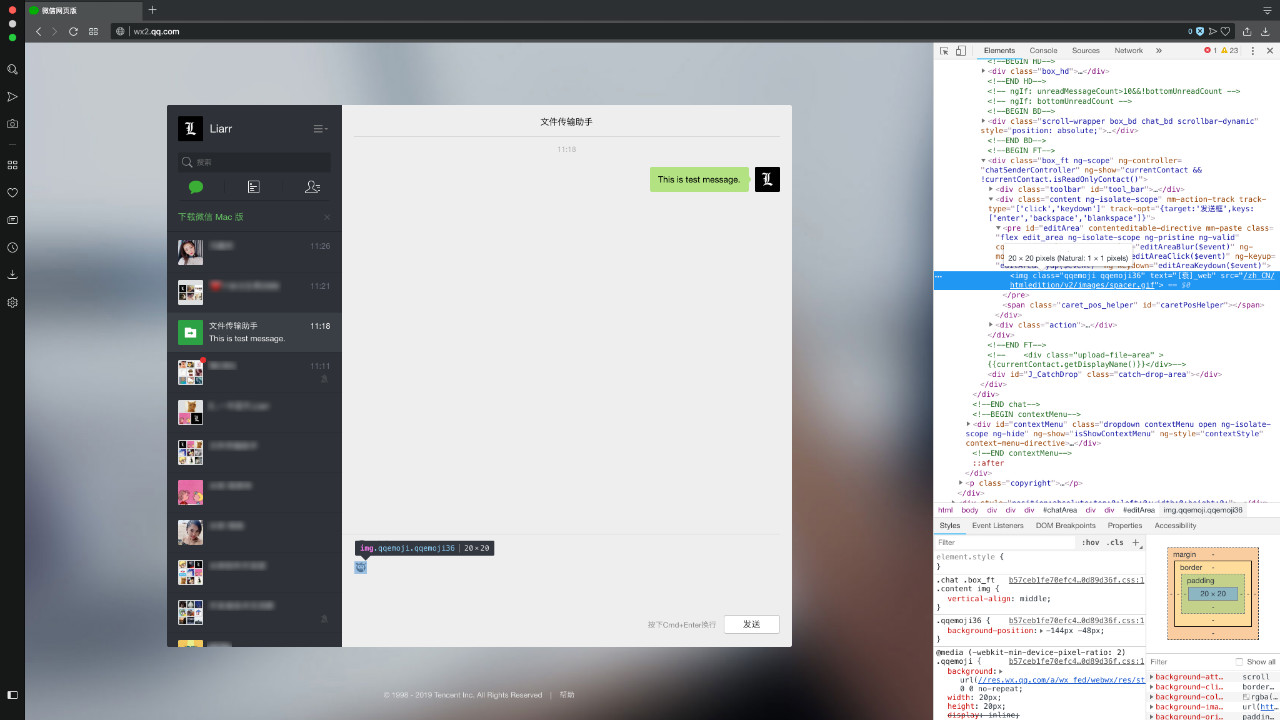 微信网页版
wx2.qq.com
0
Liarr
搜索
下载微信 Mac 版
11:26
11:21
文件传输助手 11:18
This is test message.
11:11
文件传输助手
11:18
This is test message.
img.qqemoji.qqemoji36 | 20×20
按下Cmd+Enter换行
发送
© 1998 - 2019 Tencent Inc. All Rights Reserved | 帮助
Elements Console Sources Network » 1 23
<!--BEGIN HD-->
<div class="box_hd">…</div>
<!--END HD-->
<!-- ngIf: unreadMessageCount>10&&!bottomUnreadCount -->
<!-- ngIf: bottomUnreadCount -->
<!--BEGIN BD-->
<div class="scroll-wrapper box_bd chat_bd scrollbar-dynamic"
style="position: absolute;">…</div>
<!--END BD-->
<!--BEGIN FT-->
<div class="box_ft ng-scope" ng-controller=
"chatSenderController" ng-show="currentContact &&
!currentContact.isReadOnlyContact()">
<div class="toolbar" id="tool_bar">…</div>
<div class="content ng-isolate-scope" mm-action-track track-
type="['click','keydown']" track-opt="{target:'发送框',keys:
['enter','backspace','blankspace']}">
<pre id="editArea" contenteditable-directive mm-paste class=
"flex edit_area ng-isolate-scope ng-pristine ng-valid"
20 × 20 pixels (Natural: 1 × 1 pixels)
<img class="qqemoji qqemoji36" text="[衰]_web" src="/zh_CN/
htmledition/v2/images/spacer.gif"> == $0
</pre>
<span class="caret_pos_helper" id="caretPosHelper"></span>
</div>
<div class="action">…</div>
</div>
<!--END FT-->
<!-- <div class="upload-file-area" >
{{currentContact.getDisplayName()}}</div>-->
<div id="J_CatchDrop" class="catch-drop-area"></div>
</div>
</div>
<!--END chat-->
<!--BEGIN contextMenu-->
<div id="contextMenu" class="dropdown contextMenu open ng-isolate-
scope ng-hide" ng-show="isShowContextMenu" ng-style="contextStyle"
context-menu-directive>…</div>
<!--END contextMenu-->
::after
</div>
<p class="copyright">…</p>
</div>
html body div div div #chatArea div div #editArea img.qqemoji.qqemoji36
Styles Event Listeners DOM Breakpoints Properties Accessibility
Filter :hov .cls +
element.style {
}
.chat .box_ft b57ceb1fe70efc4…0d89d36f.css:1
.content img {
vertical-align: middle;
}
.qqemoji36 { b57ceb1fe70efc4…0d89d36f.css:1
background-position: -144px -48px;
}
@media (-webkit-min-device-pixel-ratio: 2)
.qqemoji { b57ceb1fe70efc4…0d89d36f.css:1
background:
url(//res.wx.qq.com/a/wx_fed/webwx/res/st
0 0 no-repeat;
width: 20px;
height: 20px;
display: inline;
margin -
border -
padding
20 × 20
Filter Show all
background-att… scroll
background-cli… border…
background-col… rgba(…
background-ima… url(htt…
background-ori… paddin…